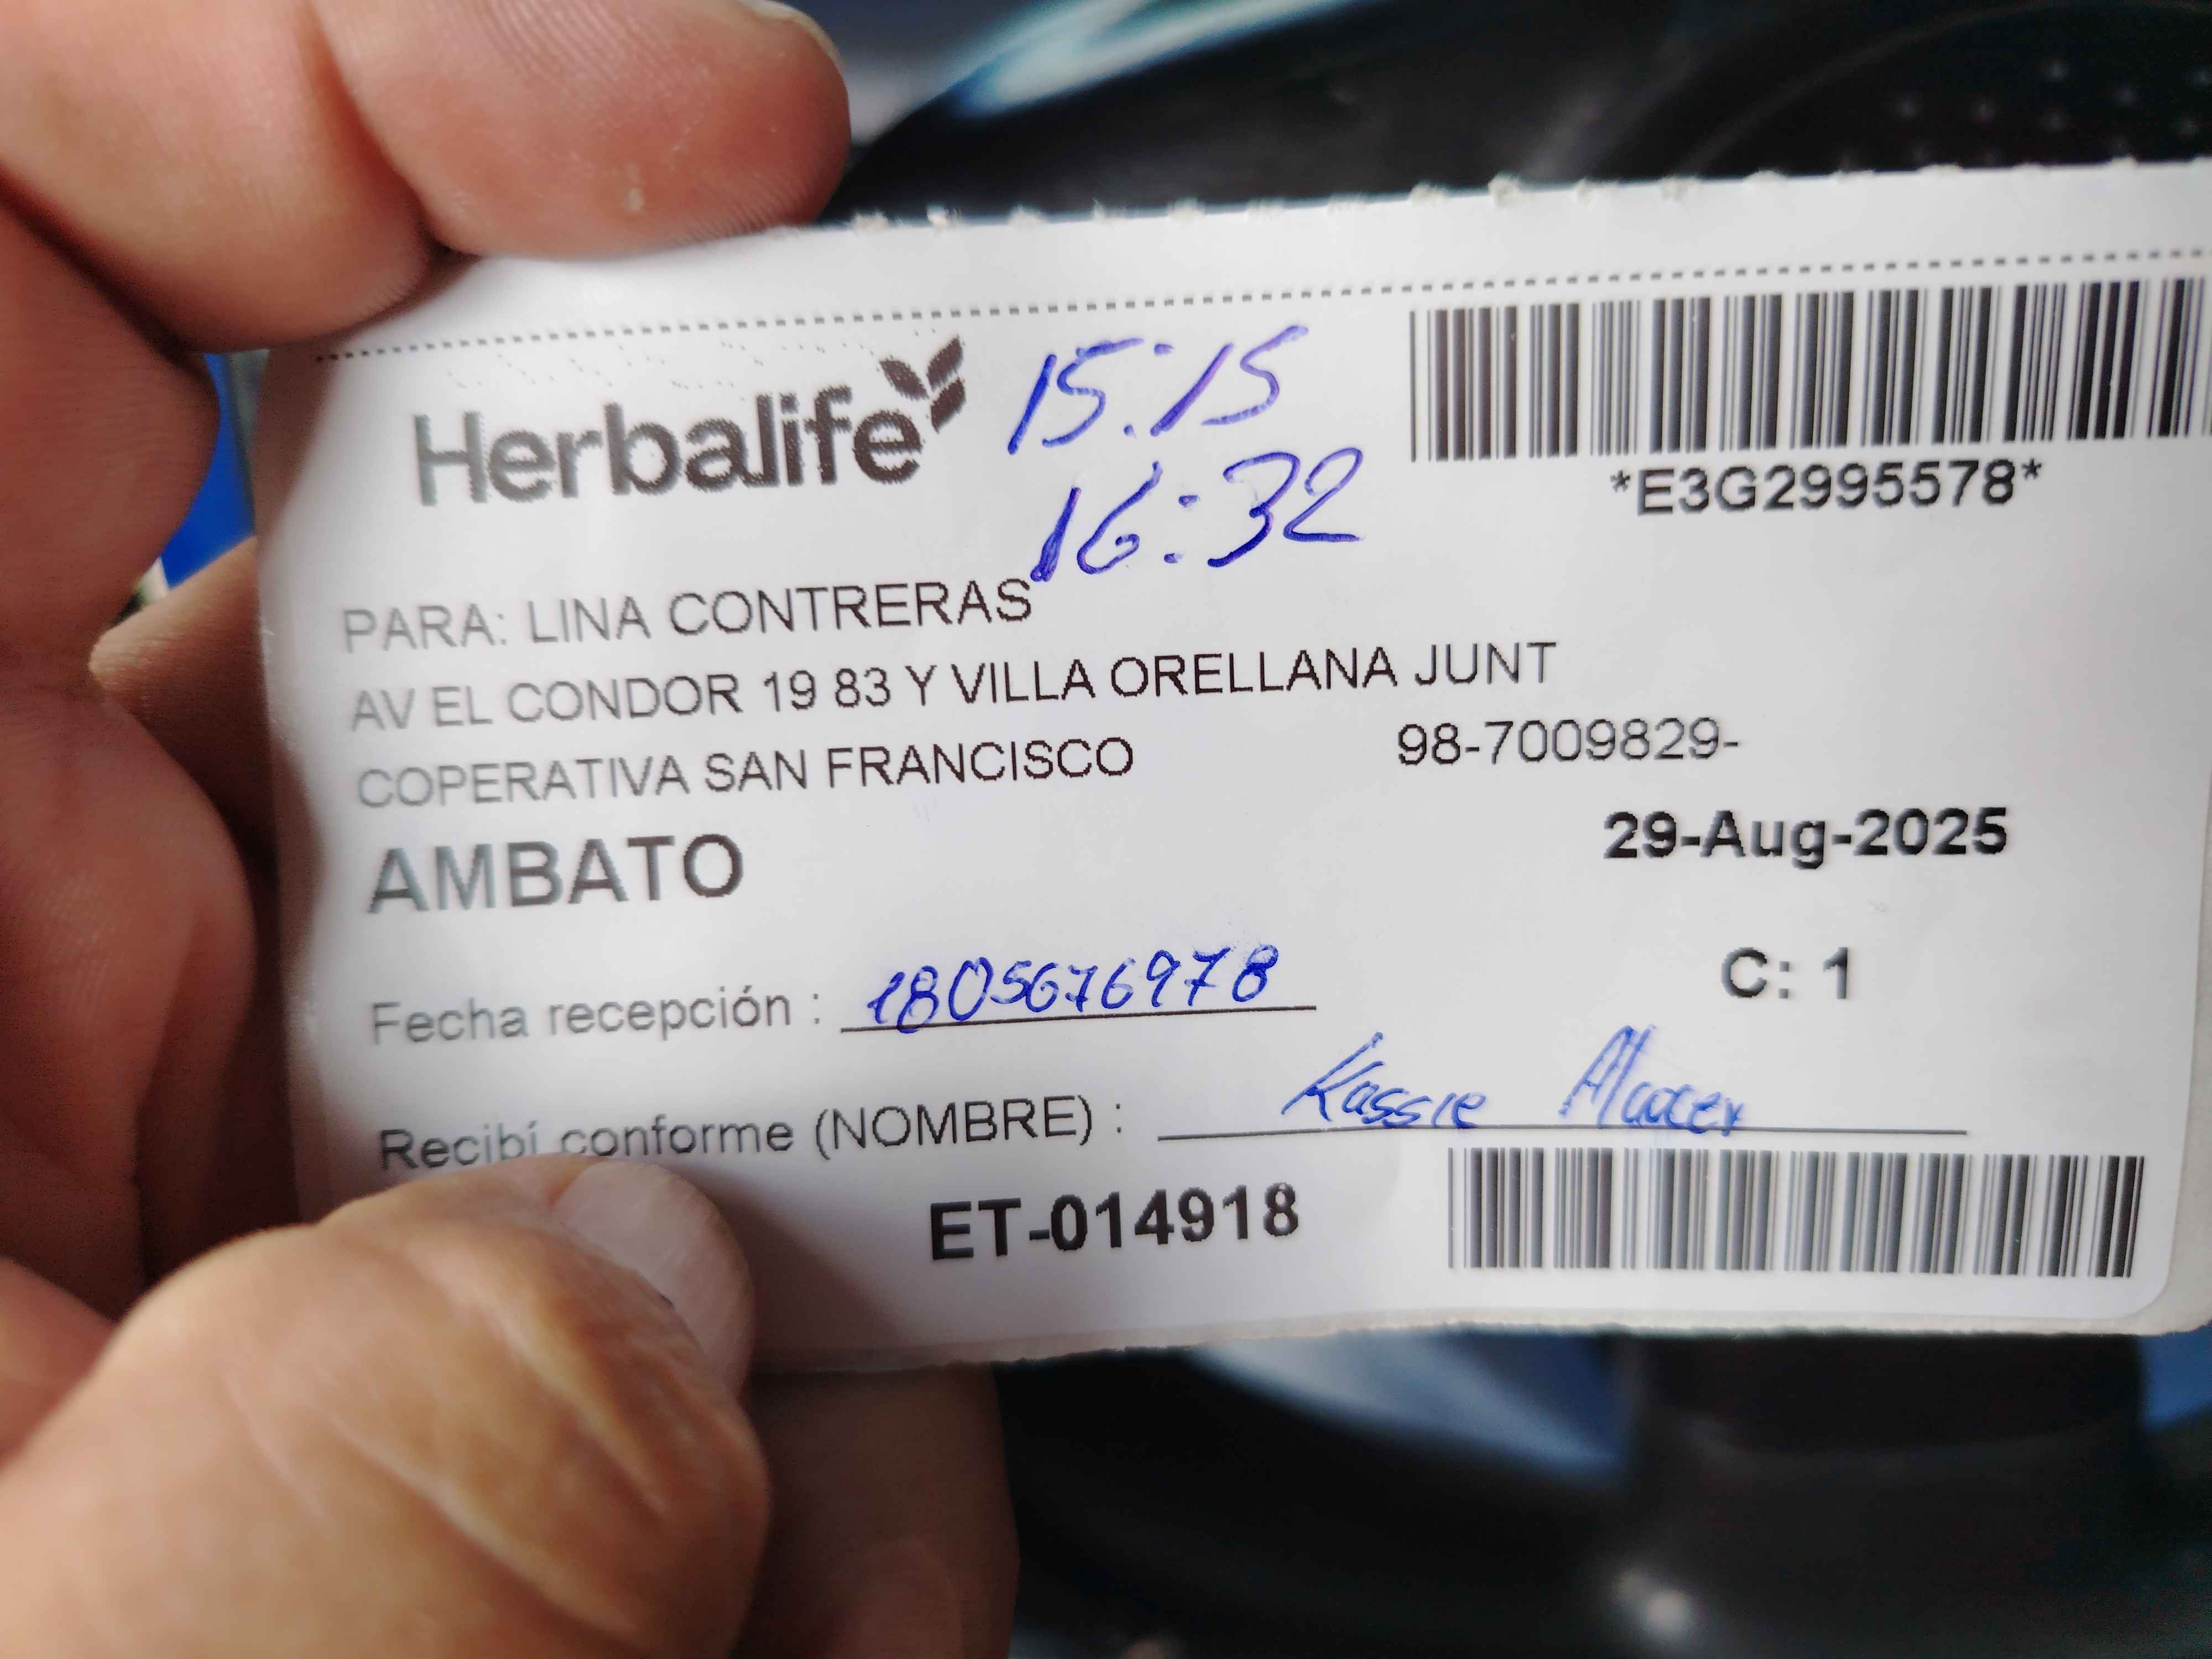 Herbalife
15:15
16:32
*E3G2995578*
PARA: LINA CONTRERAS
AV EL CONDOR 19 83 Y VILLA ORELLANA JUNT
COPERATIVA SAN FRANCISCO 98-7009829-
AMBATO
29-Aug-2025
Fecha recepción : 1805676978
C: 1
Recibí conforme (NOMBRE) : Kassie
ET-014918